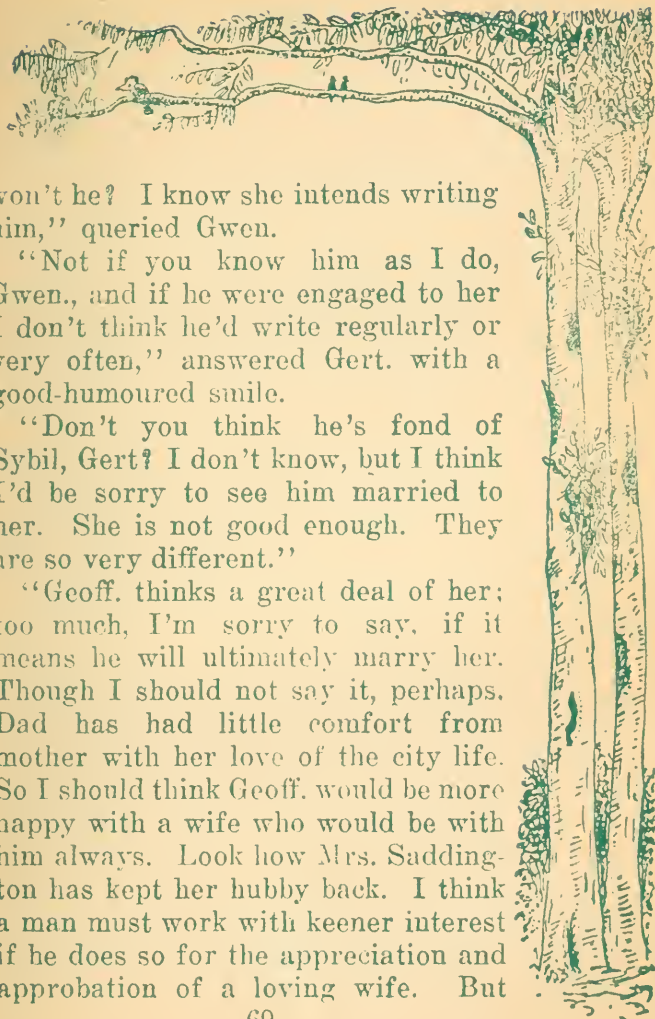 won't he? I know she intends writing
him,'' queried Gwen.
"Not if you know him as I do,
Gwen., and if he were engaged to her
I don't think he'd write regularly or
very often,'' answered Gert. with a
good-humoured smile.
"Don't you think he's fond of
Sybil, Gert? I don't know, but I think
I'd be sorry to see him married to
her. She is not good enough. They
are so very different.''
"Geoff. thinks a great deal of her;
too much, I'm sorry to say, if it
means he will ultimately marry her.
Though I should not say it, perhaps.
Dad has had little comfort from
mother with her love of the city life.
So I should think Geoff. would be more
happy with a wife who would be with
him always. Look how Mrs. Sadding-
ton has kept her hubby back. I think
a man must work with keener interest
if he does so for the appreciation and
approbation of a loving wife. But